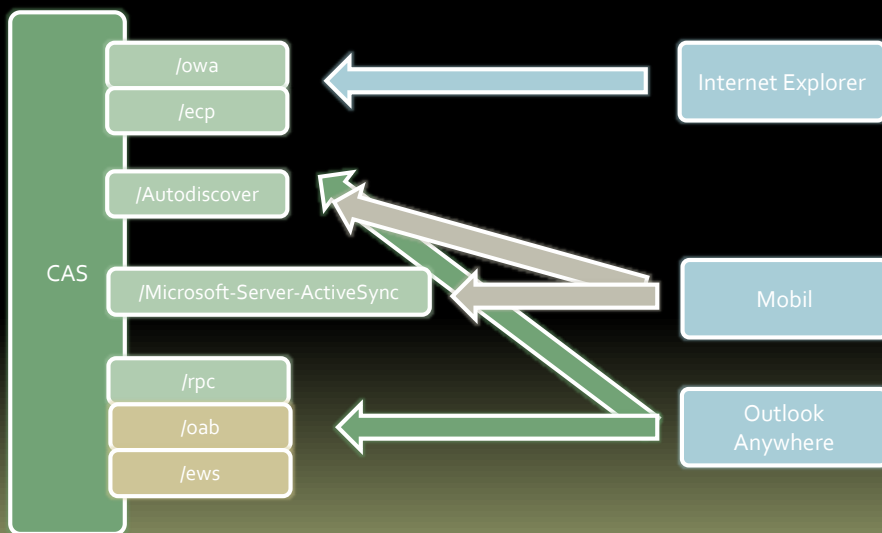 CAS
/owa
/ecp
/Autodiscover
/Microsoft-Server-ActiveSync
/rpc
/oab
/ews
Internet Explorer
Mobil
Outlook
Anywhere